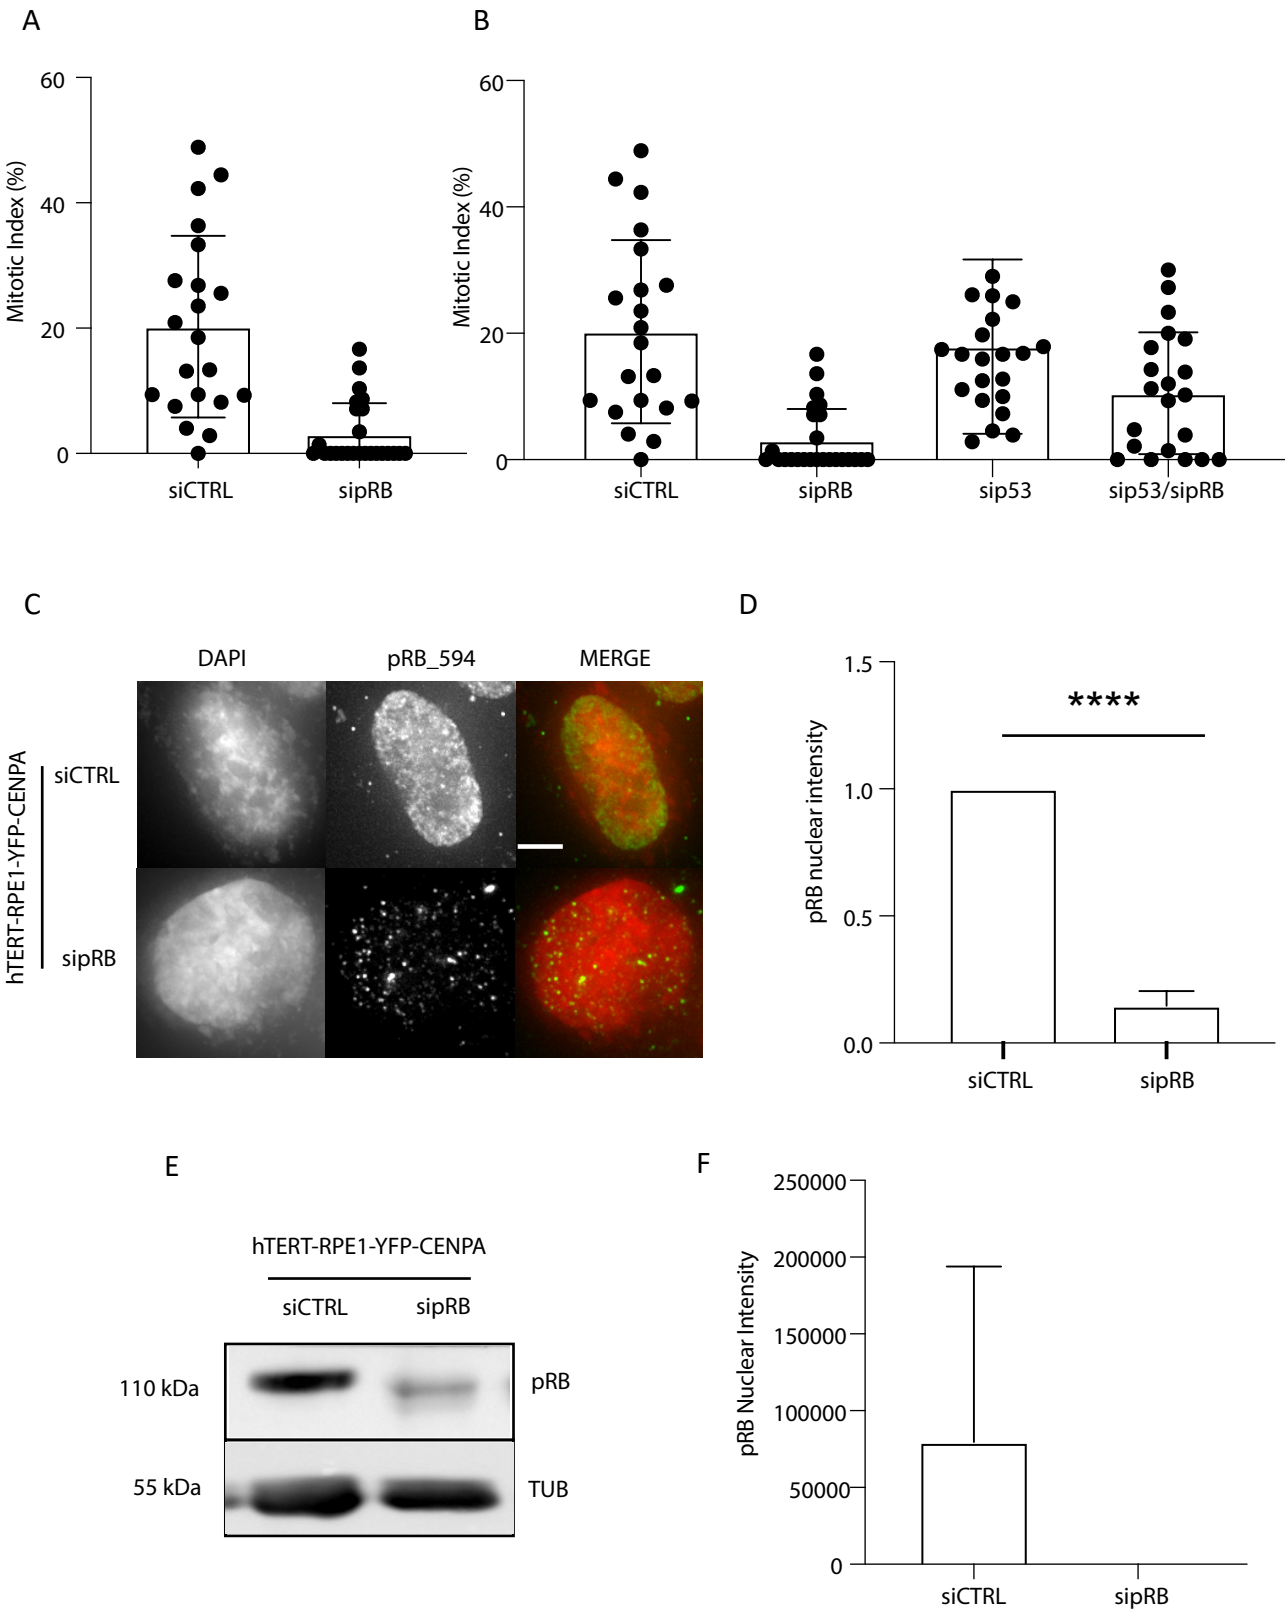 A
B
60
40
20
0
Mitotic Index (%)
siCTRL
sipRB
60
40
20
0
Mitotic Index (%)
siCTRL
sipRB
sip53
sip53/sipRB
C
DAPI
pRB_594
MERGE
hTERT-RPE1-YFP-CENPA
siCTRL
sipRB
D
1.5
1.0
0.5
0.0
pRB nuclear intensity
****
siCTRL
sipRB
E
hTERT-RPE1-YFP-CENPA
siCTRL
sipRB
110 kDa
pRB
55 kDa
TUB
F
250000
200000
150000
100000
50000
0
pRB Nuclear Intensity
siCTRL
sipRB